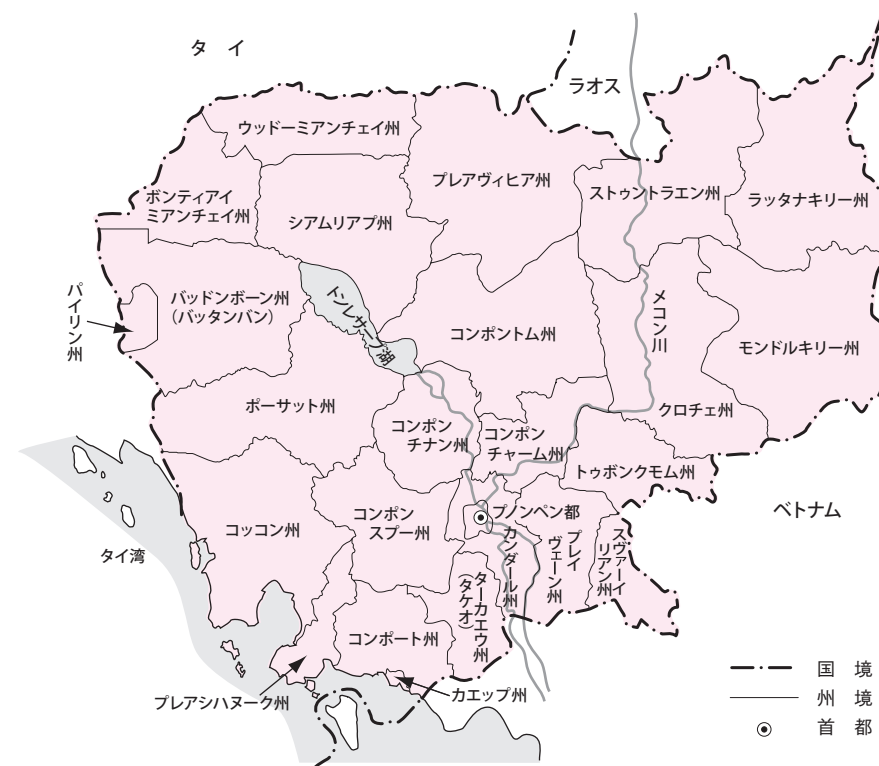 タイ
ラオス
ウッドーミアンチェイ州
プレアヴィヒア州
ストゥントラエン州
ラッタナキリー州
ボンティアイ
ミアンチェイ州
シアムリアプ州
パイリン州
バッドンボーン州
（バッタンバン）
トンレサープ湖
コンポントム州
メコン川
モンドルキリー州
ポーサット州
コンポン
チナン州
コンポン
チャーム州
クロチェ州
トゥボンクモム州
コッコン州
コンポン
スプー州
プノンペン都
カンダール州
プレイ
ヴェーン州
スヴァーイ
リアン州
ベトナム
タイ湾
ターカエウ州
（タケオ）
コンポート州
プレアシハヌーク州
カエップ州
国境
州境
首都